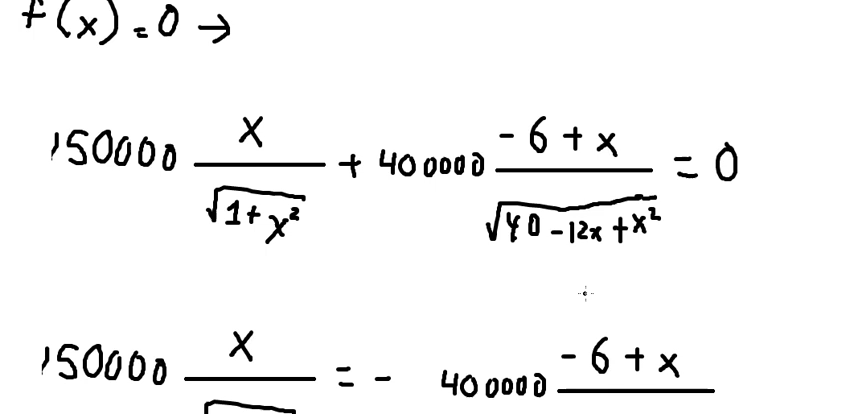 f(x) = 0 →
150000 x/√(1 + x²) + 400000 (-6 + x)/√(40 - 12x + x²) = 0
150000 x/√ = - 400000 (-6 + x)/